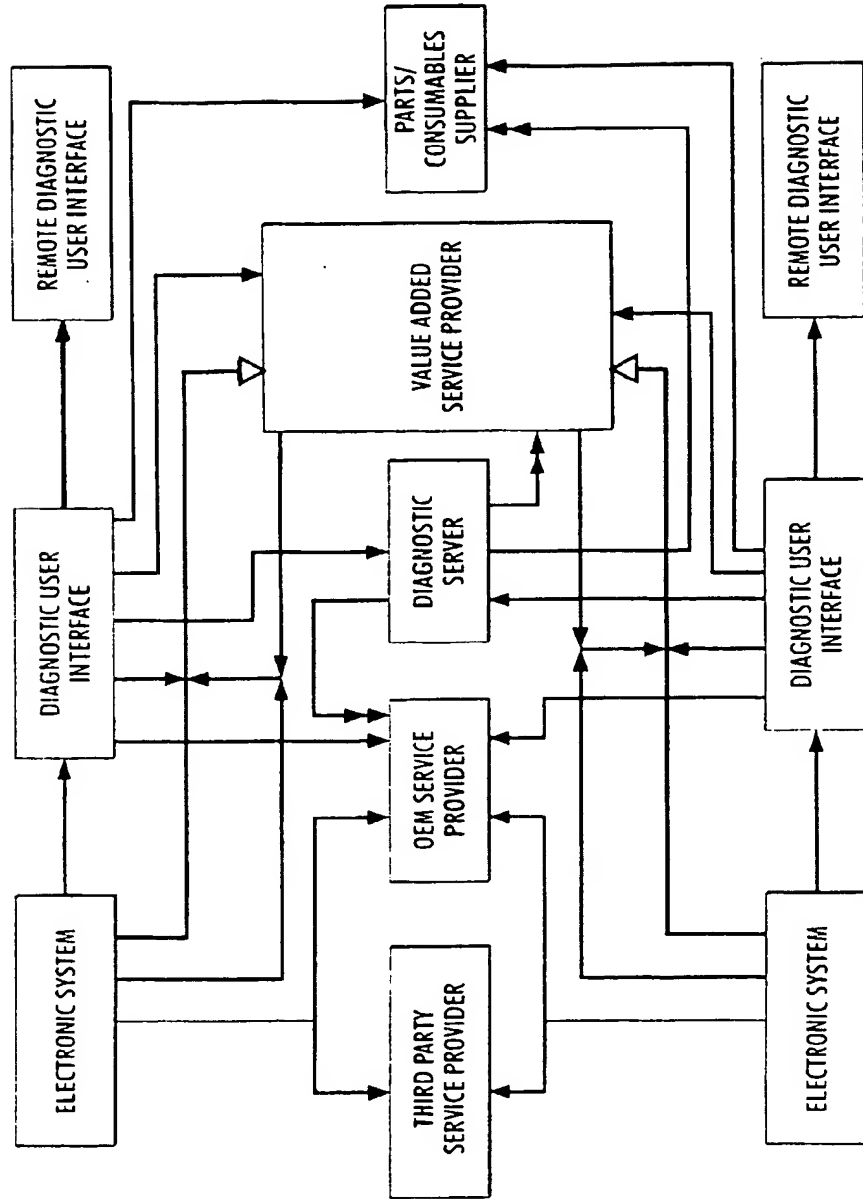 ELECTRONIC SYSTEM
DIAGNOSTIC USER
INTERFACE
REMOTE DIAGNOSTIC
USER INTERFACE
THIRD PARTY
SERVICE PROVIDER
OEM SERVICE
PROVIDER
DIAGNOSTIC
SERVER
VALUE ADDED
SERVICE PROVIDER
PARTS/
CONSUMABLES
SUPPLIER
ELECTRONIC SYSTEM
DIAGNOSTIC USER
INTERFACE
REMOTE DIAGNOSTIC
USER INTERFACE